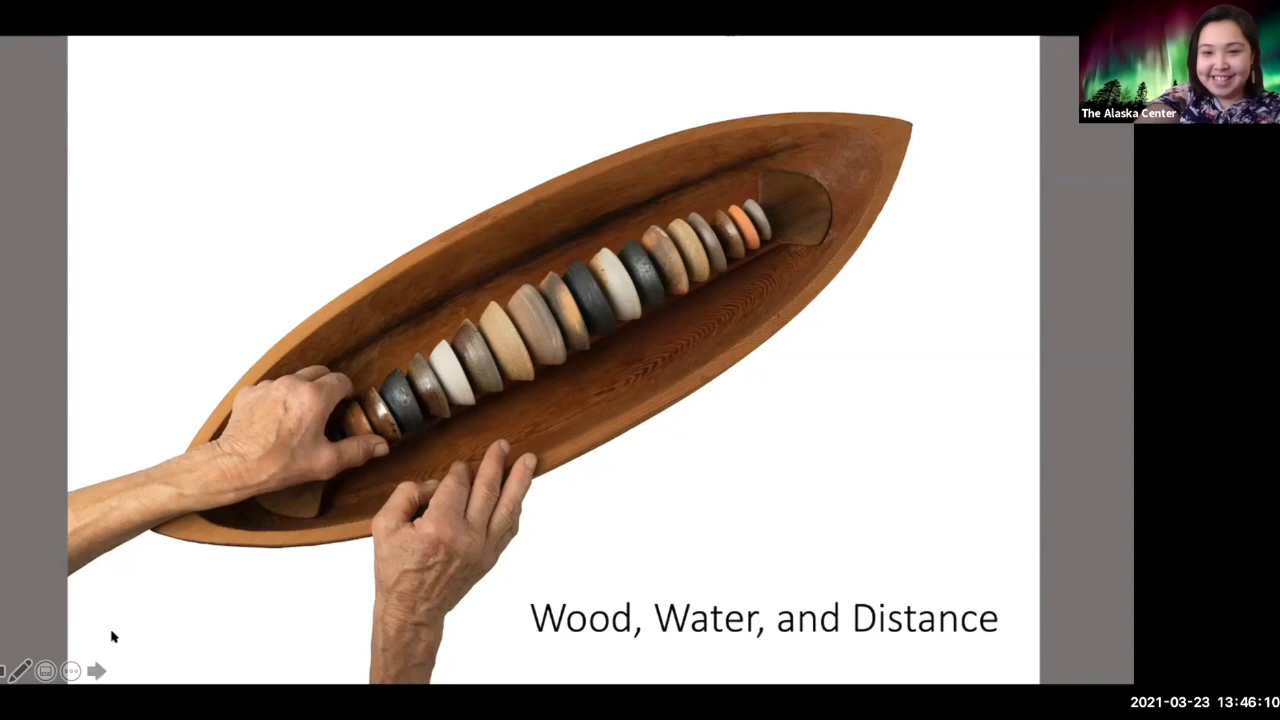 The Alaska Center
Wood, Water, and Distance
2021-03-23 13:46:10